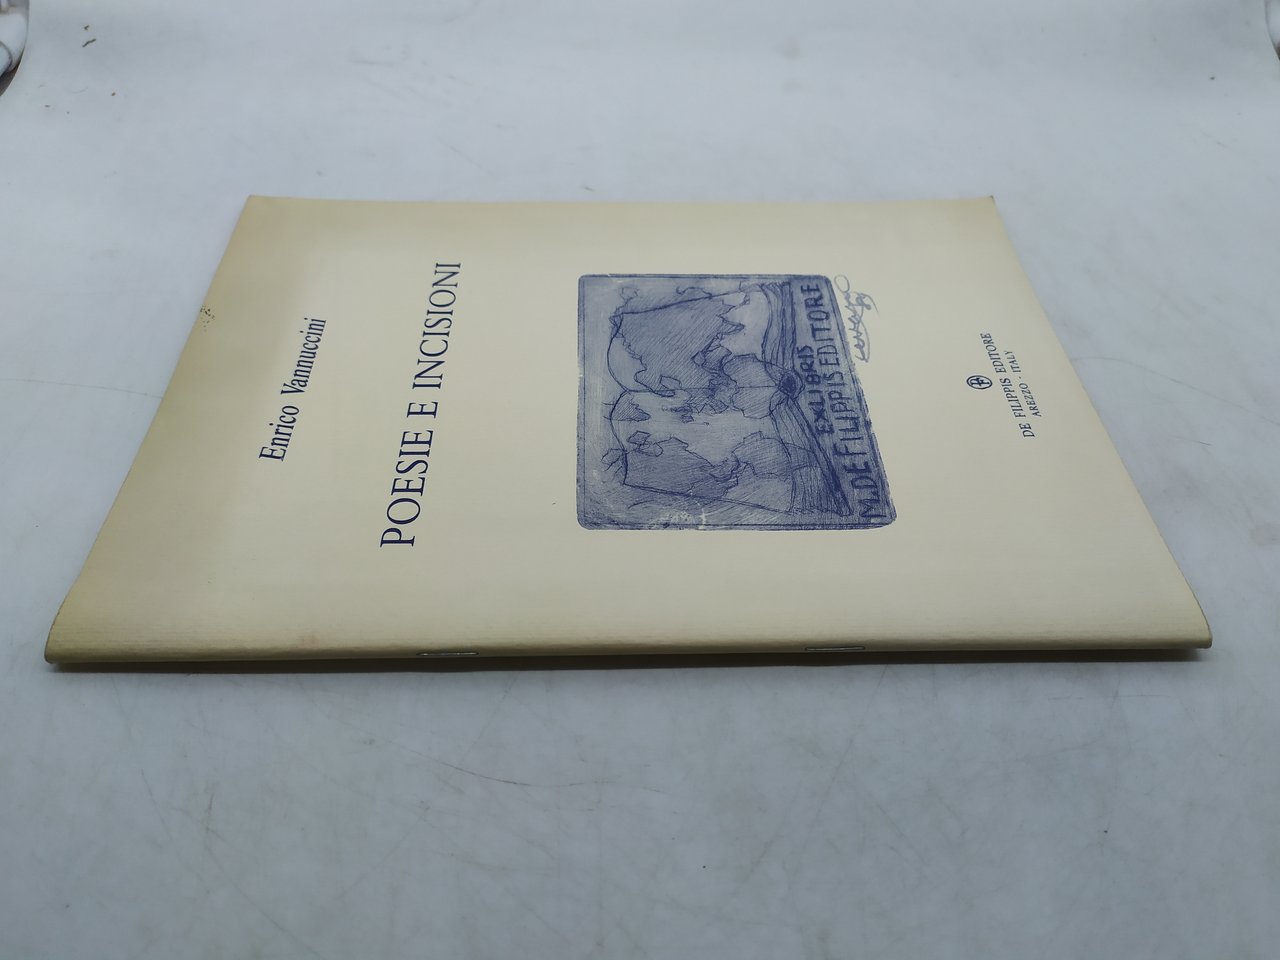 Enrico Vannuccini
POESIE E INCISIONI
EXLIBRIS
M. DE FILIPPIS EDITORE
DE FILIPPIS EDITORE
AREZZO - ITALY